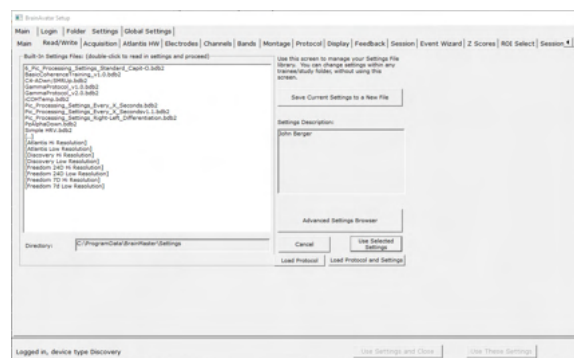 BrainAvatar Setup
Main Login Folder Settings Global Settings
Main Read/Write Acquisition Atlantis HW Electrodes Channels Bands Montage Protocol Display Feedback Session Event Wizard Z Scores ROI Select Session
Built-In Settings Files: (double-click to read in settings and proceed)
BasicCoherenceTraining_v1.0.bdb2
GammaProtocol_v1.0.bdb2
GammaProtocol_v2.0.bdb2
iCOHTemp.bdb2
Pic_Processing_Settings_Every_X_Seconds.bdb2
Pic_Processing_Settings_Every_X_Secondsv1.1.bdb2
Pic_Processing_Settings_Right-Left_Differentiation.bdb2
PzAlphaDown.bdb2
Simple HRV.bdb2
[..]
[Atlantis Hi Resolution]
[Atlantis Low Resolution]
[Discovery Hi Resolution]
[Discovery Low Resolution]
[Freedom 24D Hi Resolution]
[Freedom 24D Low Resolution]
[Freedom 7D Hi Resolution]
[Freedom 7d Low Resolution]
Directory: C:\ProgramData\BrainMaster\Settings
Use this screen to manage your Settings File
library. You can change settings within any
trainee/study folder, without using this
screen.
Save Current Settings to a New File
Settings Description:
John Berger
Advanced Settings Browser
Cancel
Use Selected
Settings
Load Protocol
Load Protocol and Settings
Logged in, device type Discovery
Use Settings and Close
Use These Settings